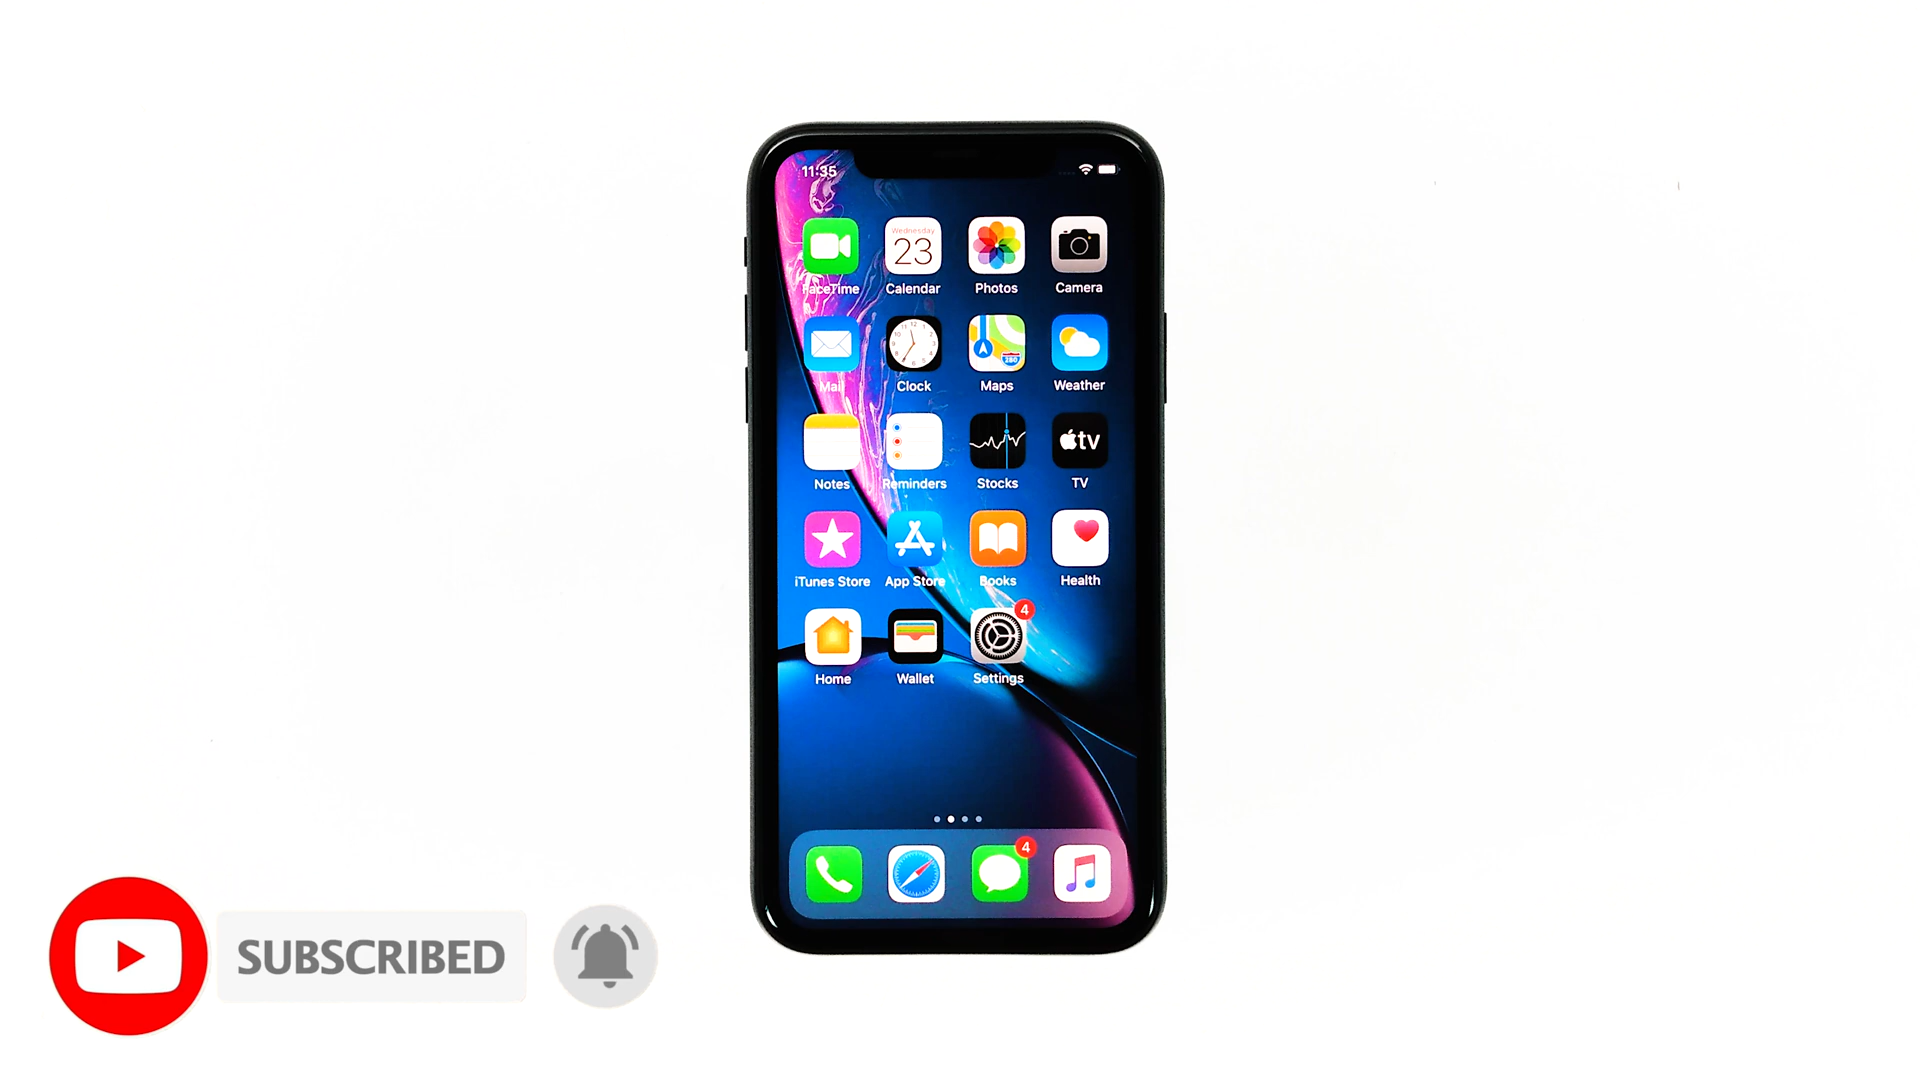 11:35
Wednesday
23
FaceTime
Calendar
Photos
Camera
280
Mail
Clock
Maps
Weather
tv
Notes
Reminders
Stocks
TV
iTunes Store
App Store
Books
Health
4
Home
Wallet
Settings
4
SUBSCRIBED